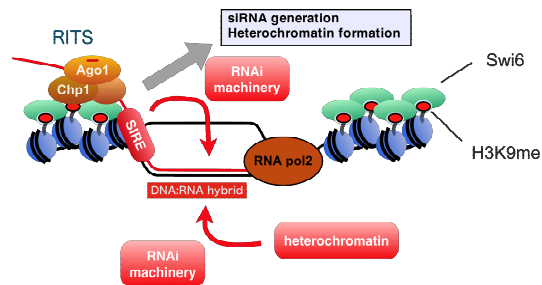 siRNA generation
Heterochromatin formation
RITS
Ago1
Chp1
RNAi
machinery
Swi6
SIRE
RNA pol2
H3K9me
DNA:RNA hybrid
heterochromatin
RNAi
machinery